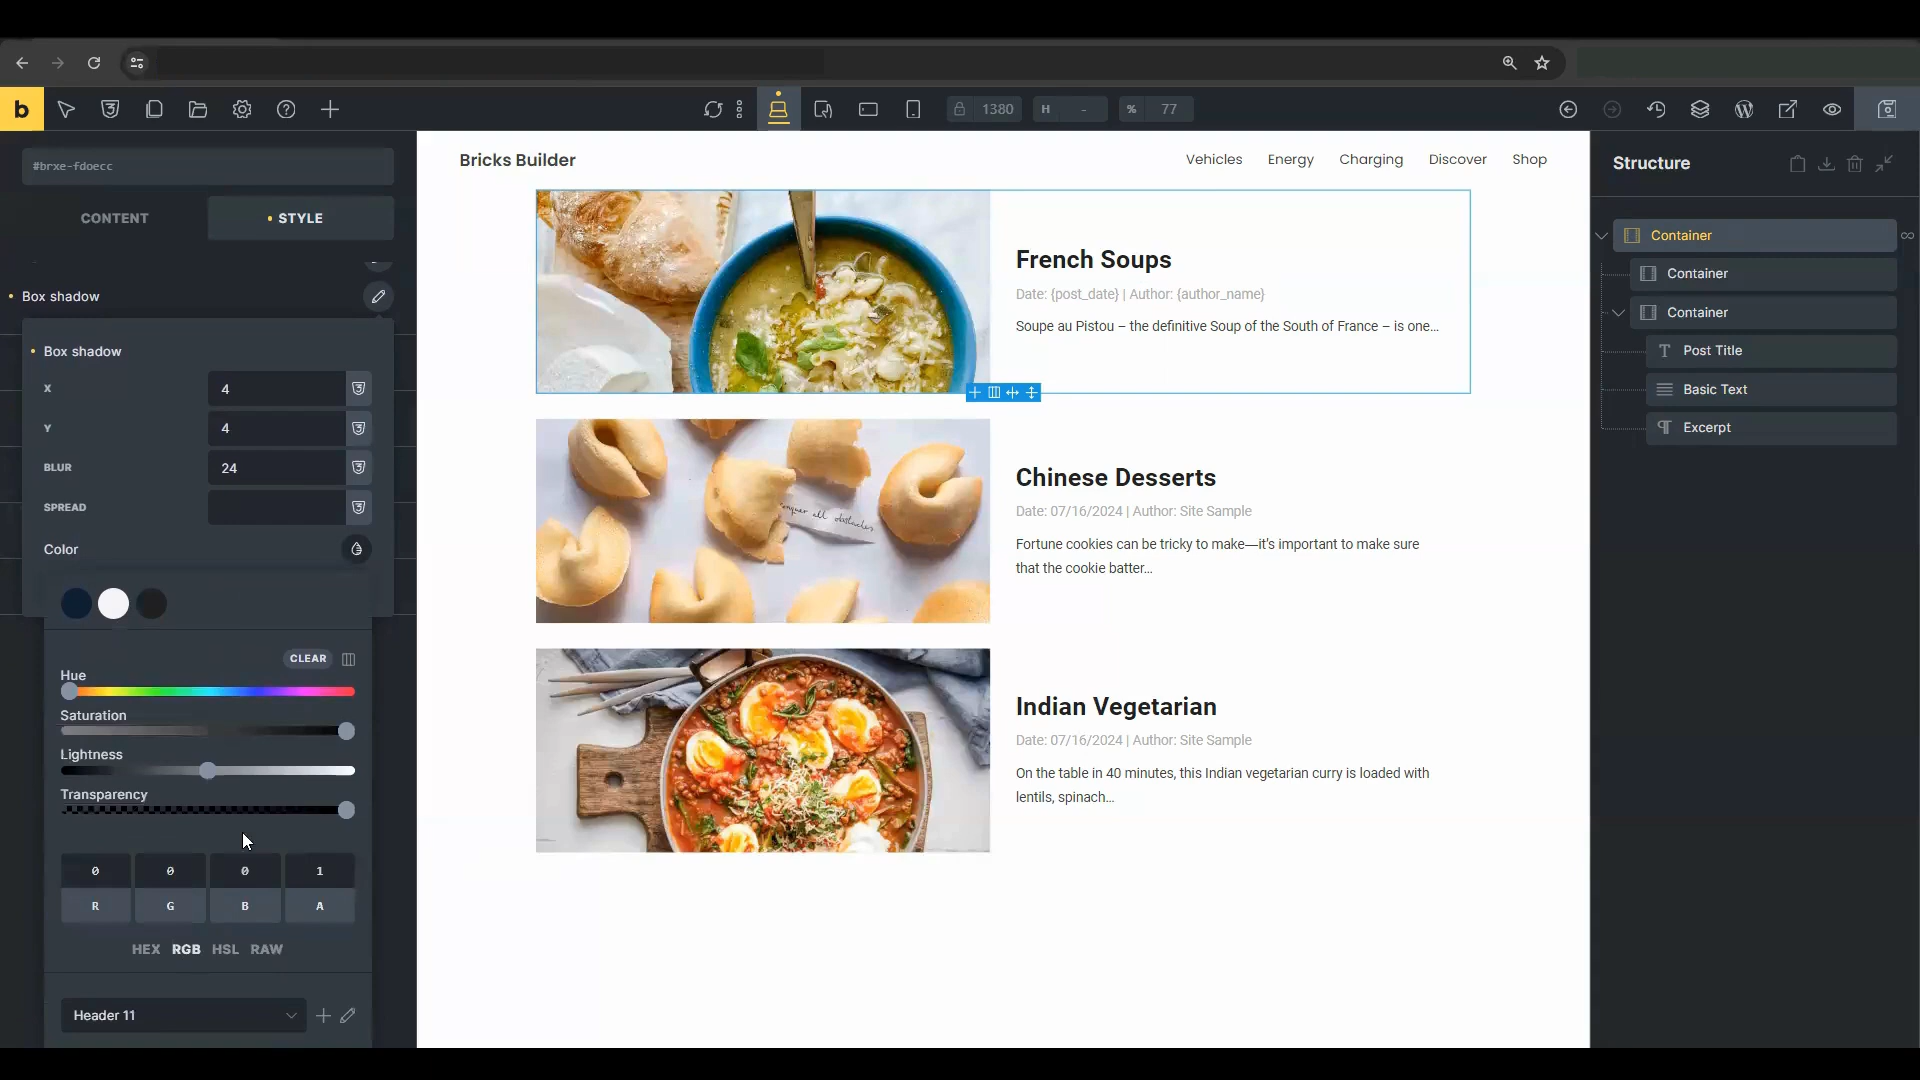 b
1380
H
-
%
77
#brxe-fdoecc
CONTENT
STYLE
Box shadow
Box shadow
X
4
Y
4
BLUR
24
SPREAD
Color
CLEAR
Hue
Saturation
Lightness
Transparency
0
0
0
1
R
G
B
A
HEX
RGB
HSL
RAW
Header 11
Bricks Builder
Vehicles
Energy
Charging
Discover
Shop
French Soups
Date: {post_date} | Author: {author_name}
Soupe au Pistou – the definitive Soup of the South of France – is one...
Chinese Desserts
Date: 07/16/2024 | Author: Site Sample
Fortune cookies can be tricky to make—it's important to make sure
that the cookie batter...
Indian Vegetarian
Date: 07/16/2024 | Author: Site Sample
On the table in 40 minutes, this Indian vegetarian curry is loaded with
lentils, spinach...
Structure
Container
Container
Container
Post Title
Basic Text
Excerpt